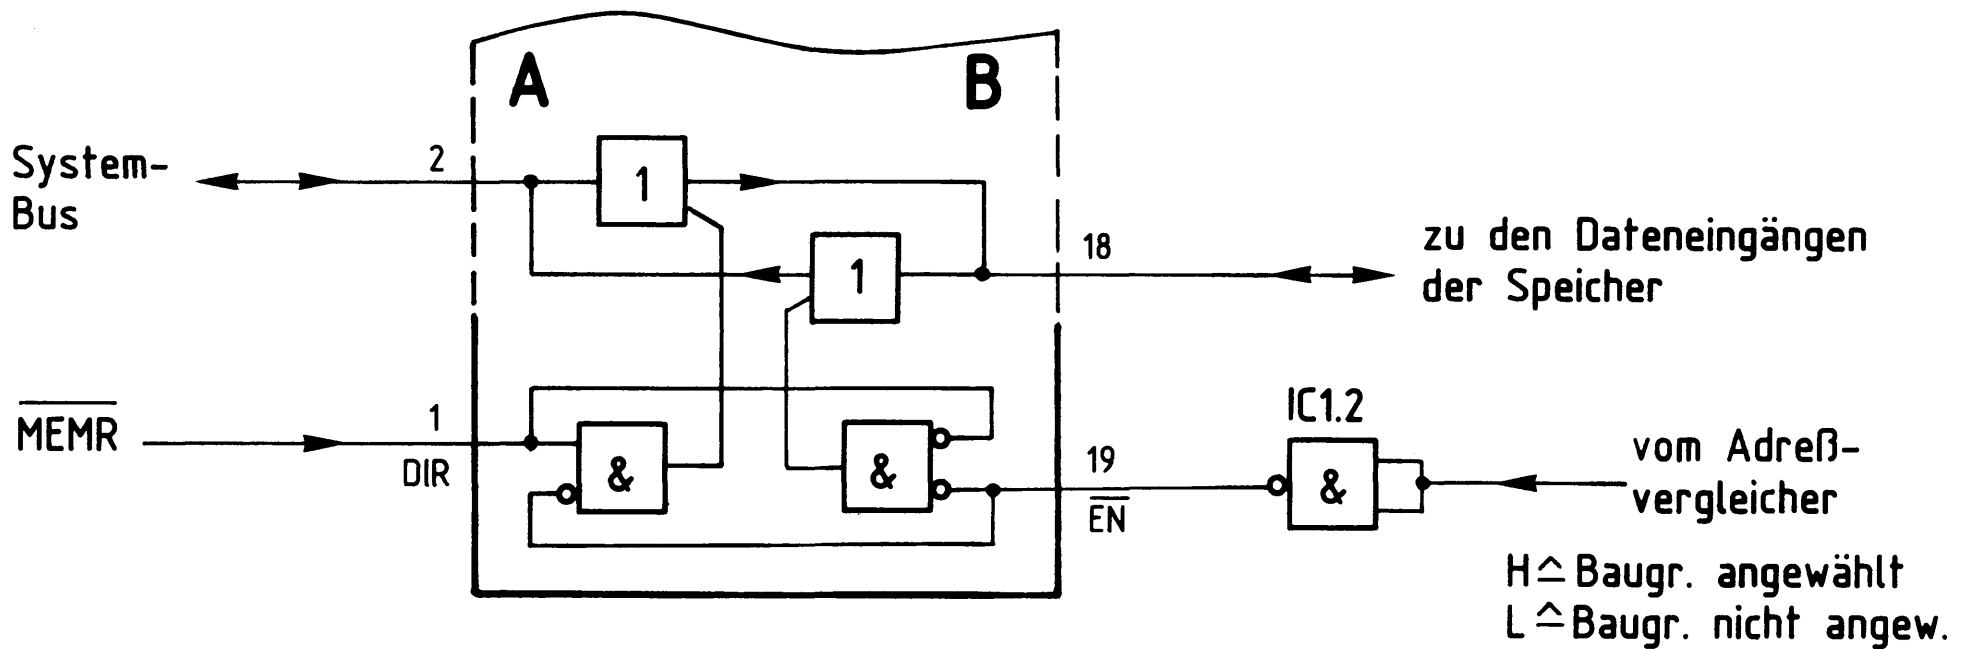 A
B
System-
Bus
2
1
1
18
zu den Dateneingängen
der Speicher
MEMR
1
DIR
&
&
19
EN
IC1.2
&
vom Adreß-
vergleicher
H≙Baugr. angewählt
L≙Baugr. nicht angew.